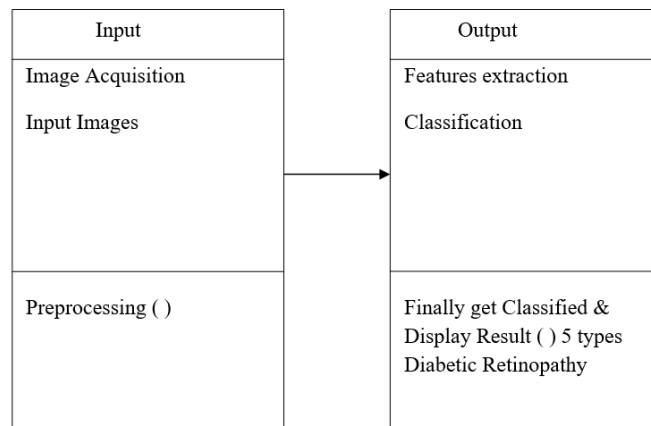 Input
Image Acquisition
Input Images
Preprocessing ( )
Output
Features extraction
Classification
Finally get Classified &
Display Result ( ) 5 types
Diabetic Retinopathy